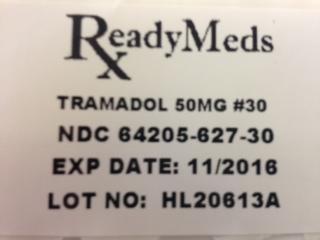 ReadyMeds
TRAMADOL 50MG #30
NDC 64205-627-30
EXP DATE: 11/2016
LOT NO: HL20613A